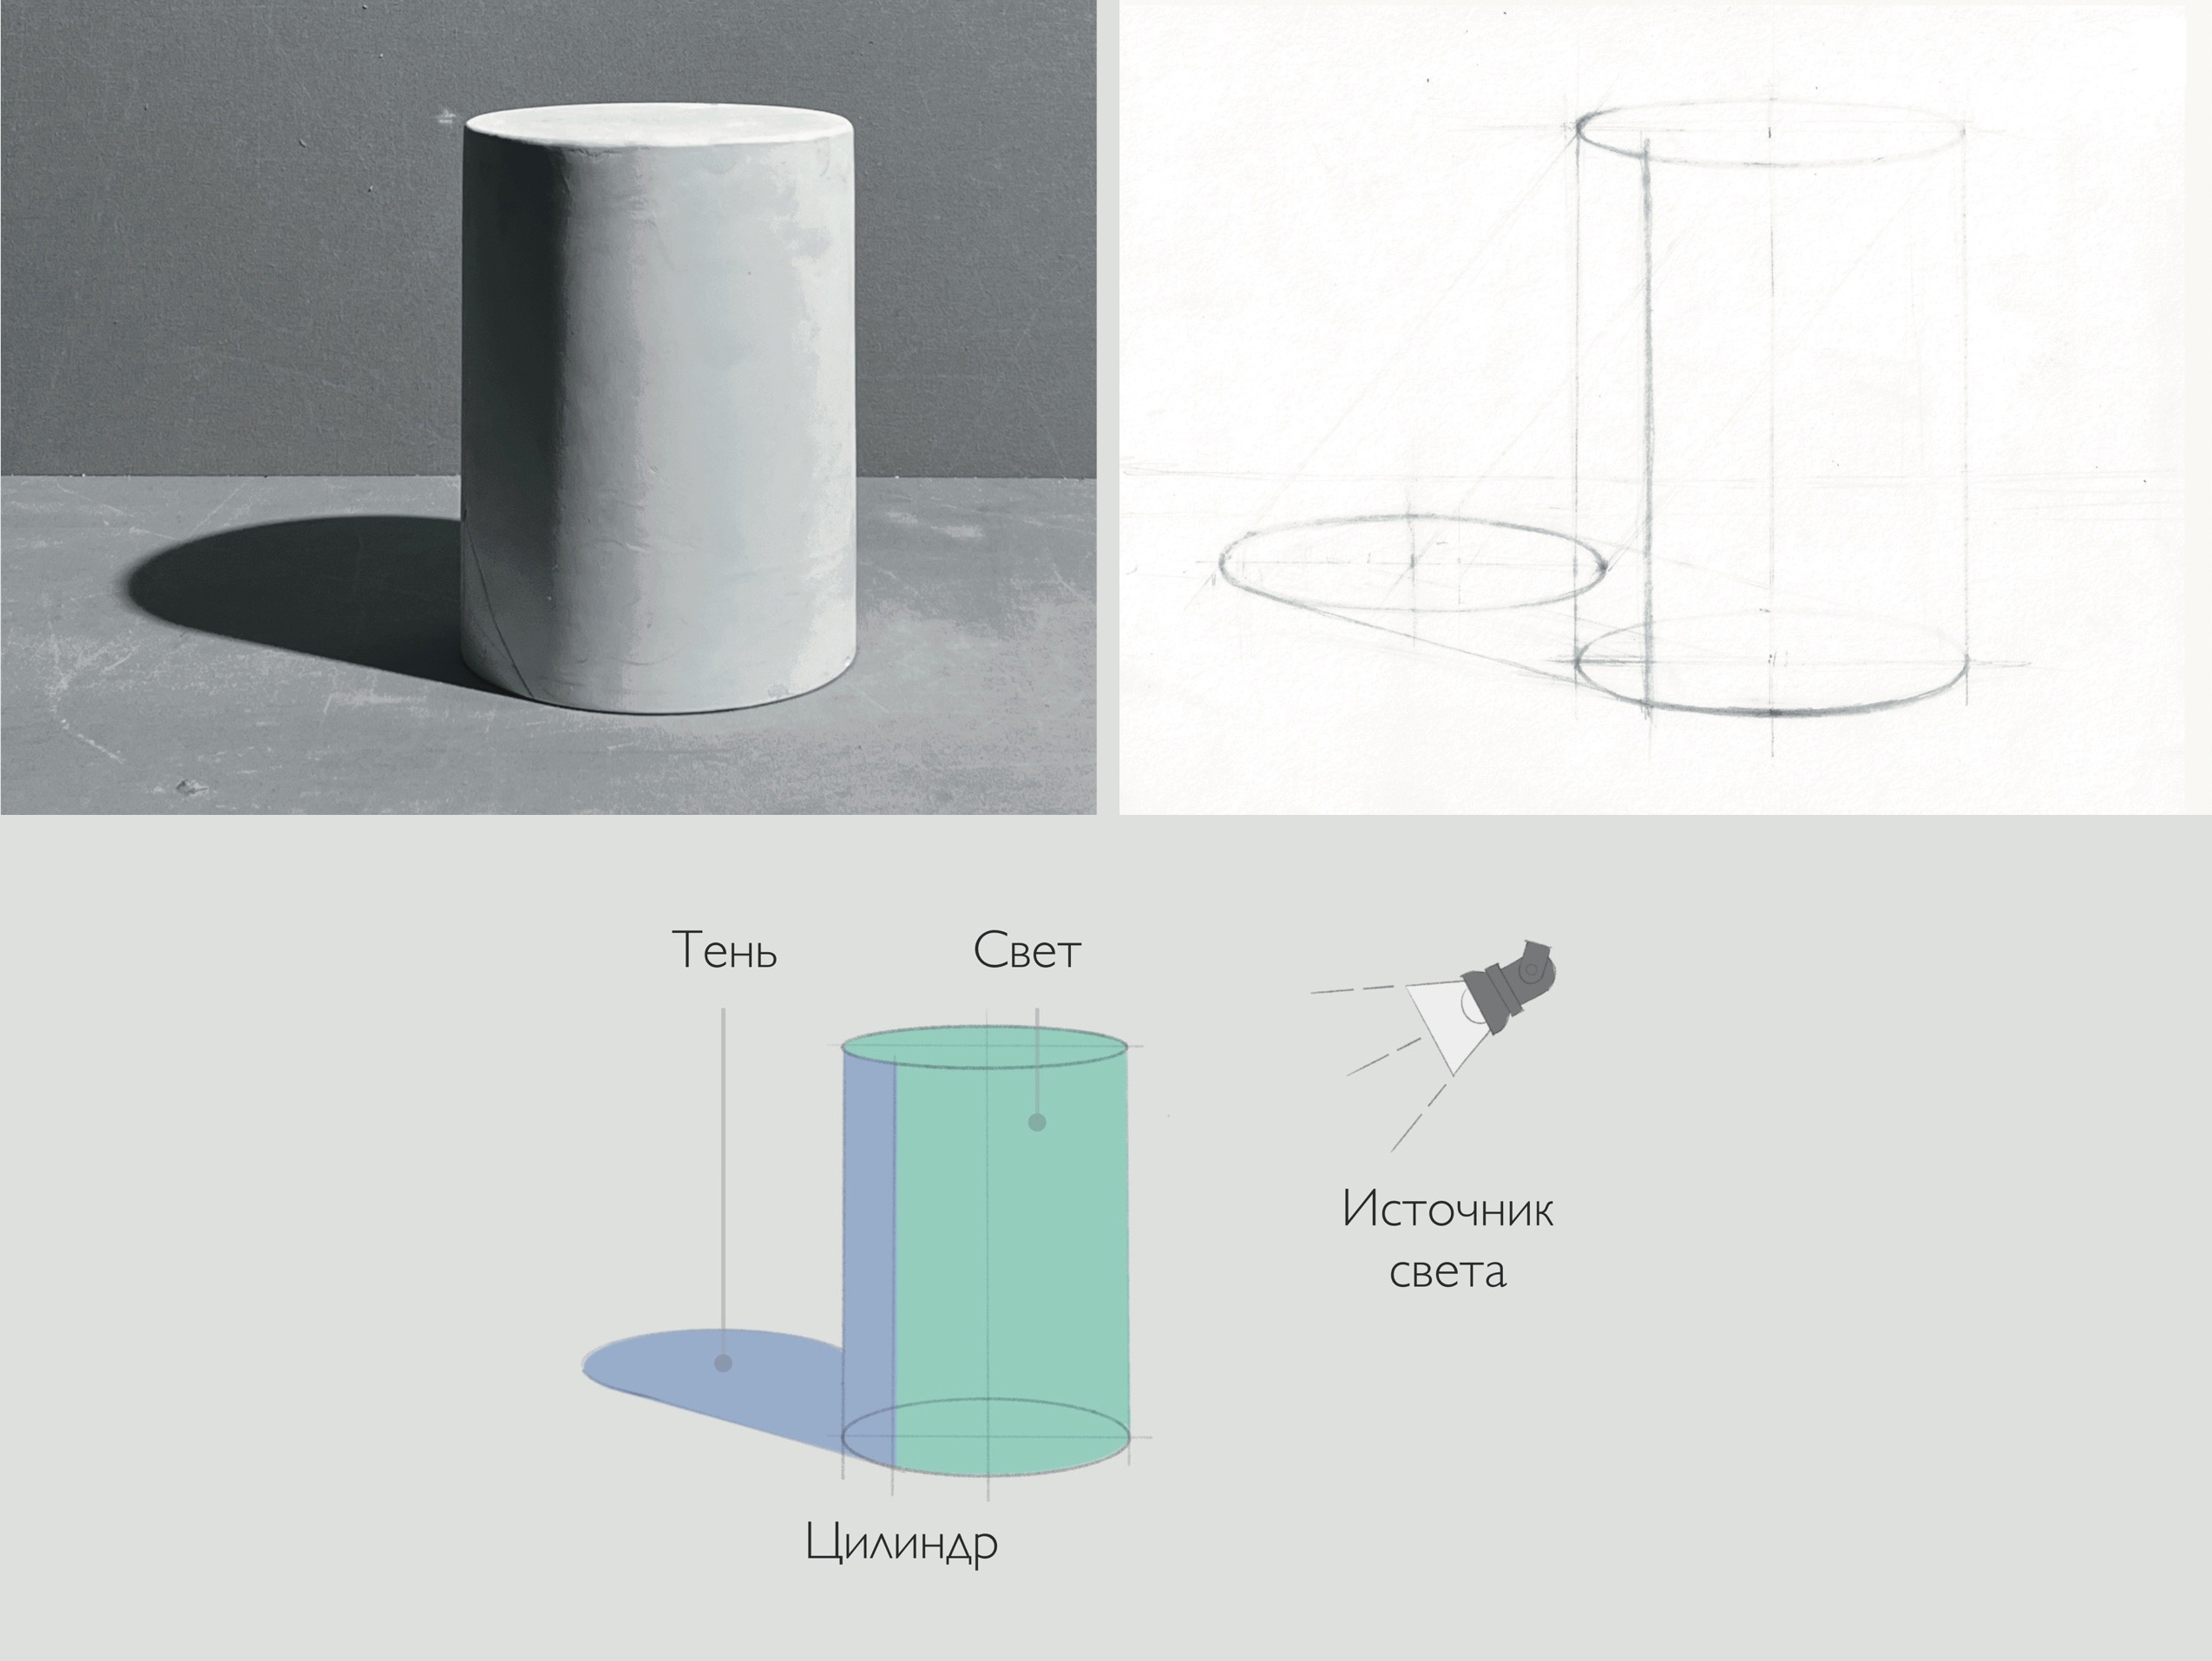 Тень
Свет
Источник
света
Цилиндр